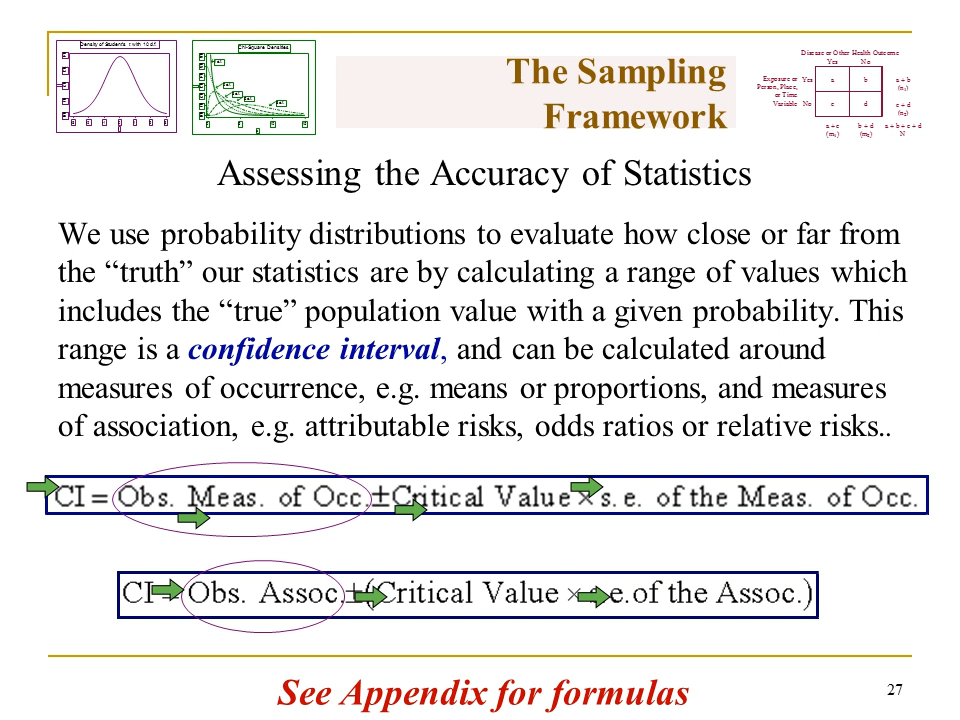 Density of Students t with 10 d.f.
Chi-Square Densities
The Sampling
Framework
Disease or Other Health Outcome
Yes No
Exposure or
Person, Place,
or Time
Variable
Yes a b a + b
(n₁)
No c d c + d
(n₂)
a + c b + d a + b + c + d
(m₁) (m₂) N
Assessing the Accuracy of Statistics
We use probability distributions to evaluate how close or far from
the “truth” our statistics are by calculating a range of values which
includes the “true” population value with a given probability. This
range is a confidence interval, and can be calculated around
measures of occurrence, e.g. means or proportions, and measures
of association, e.g. attributable risks, odds ratios or relative risks..
CI = Obs. Meas. of Occ. ± Critical Value × s.e. of the Meas. of Occ.
CI = Obs. Assoc. ± (Critical Value × s.e. of the Assoc.)
See Appendix for formulas
27